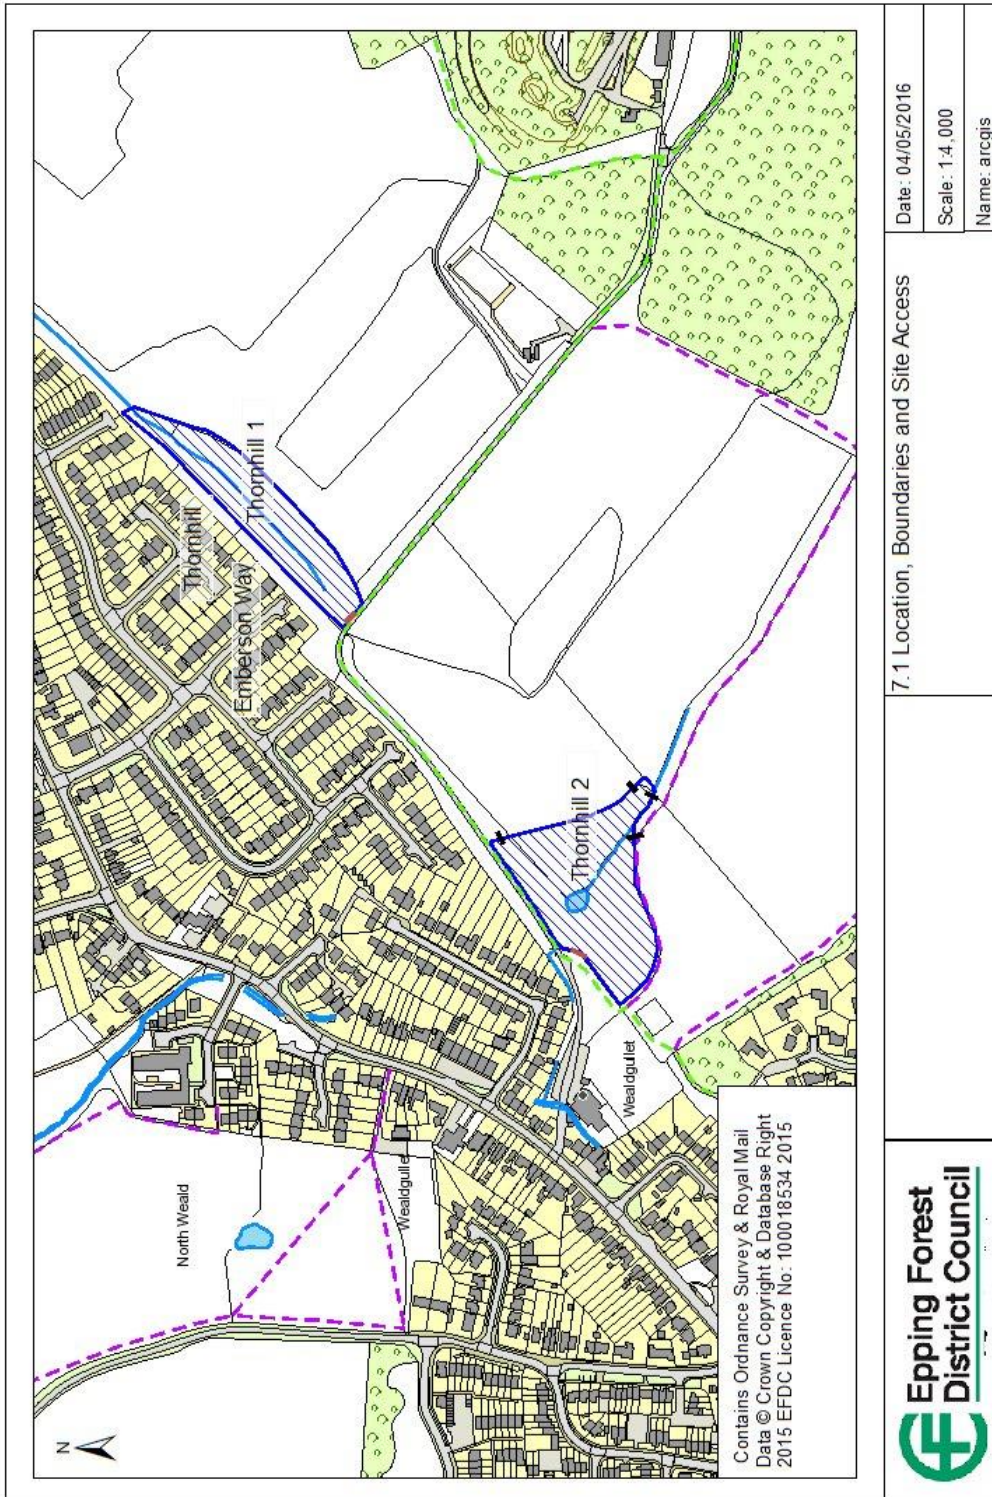 N
North Weald
Wealdgullet
Wealdgullet
Thornhill
Emberson Way
Thornhill 1
Thornhill 2
Contains Ordnance Survey & Royal Mail
Data © Crown Copyright & Database Right
2015 EFDC Licence No: 100018534 2015
Epping Forest
District Council
7.1 Location, Boundaries and Site Access
Date: 04/05/2016
Scale: 1:4,000
Name: arcgis